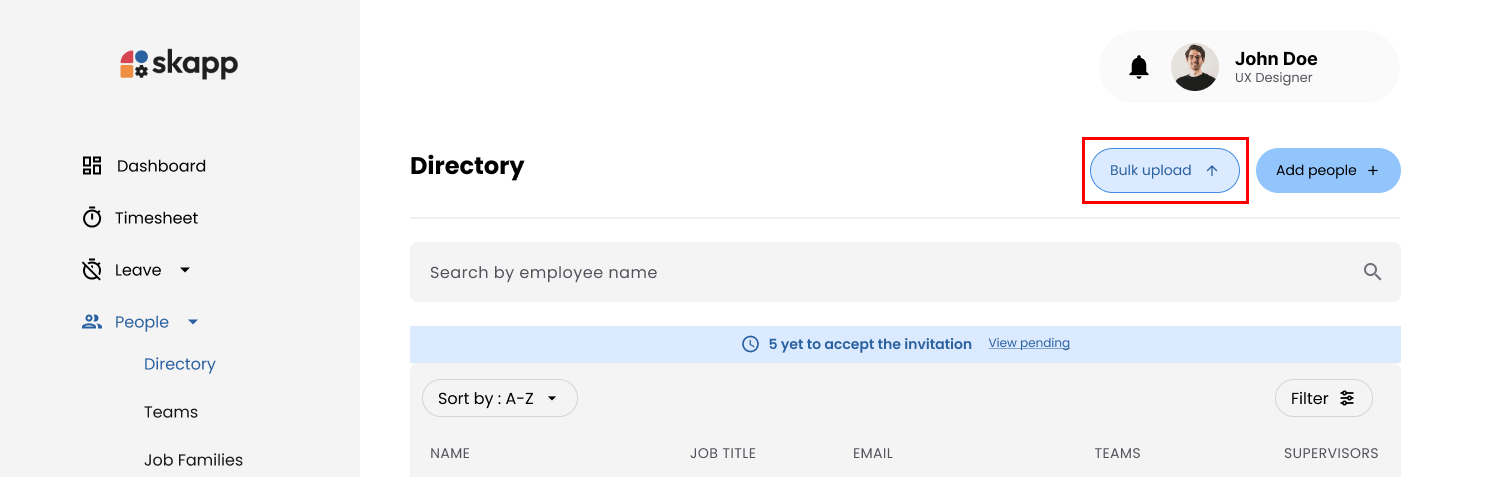 skapp
John Doe
UX Designer
Dashboard
Timesheet
Leave
People
Directory
Teams
Job Families
Directory
Bulk upload
Add people +
Search by employee name
5 yet to accept the invitation View pending
Sort by : A-Z
Filter
NAME JOB TITLE EMAIL TEAMS SUPERVISORS